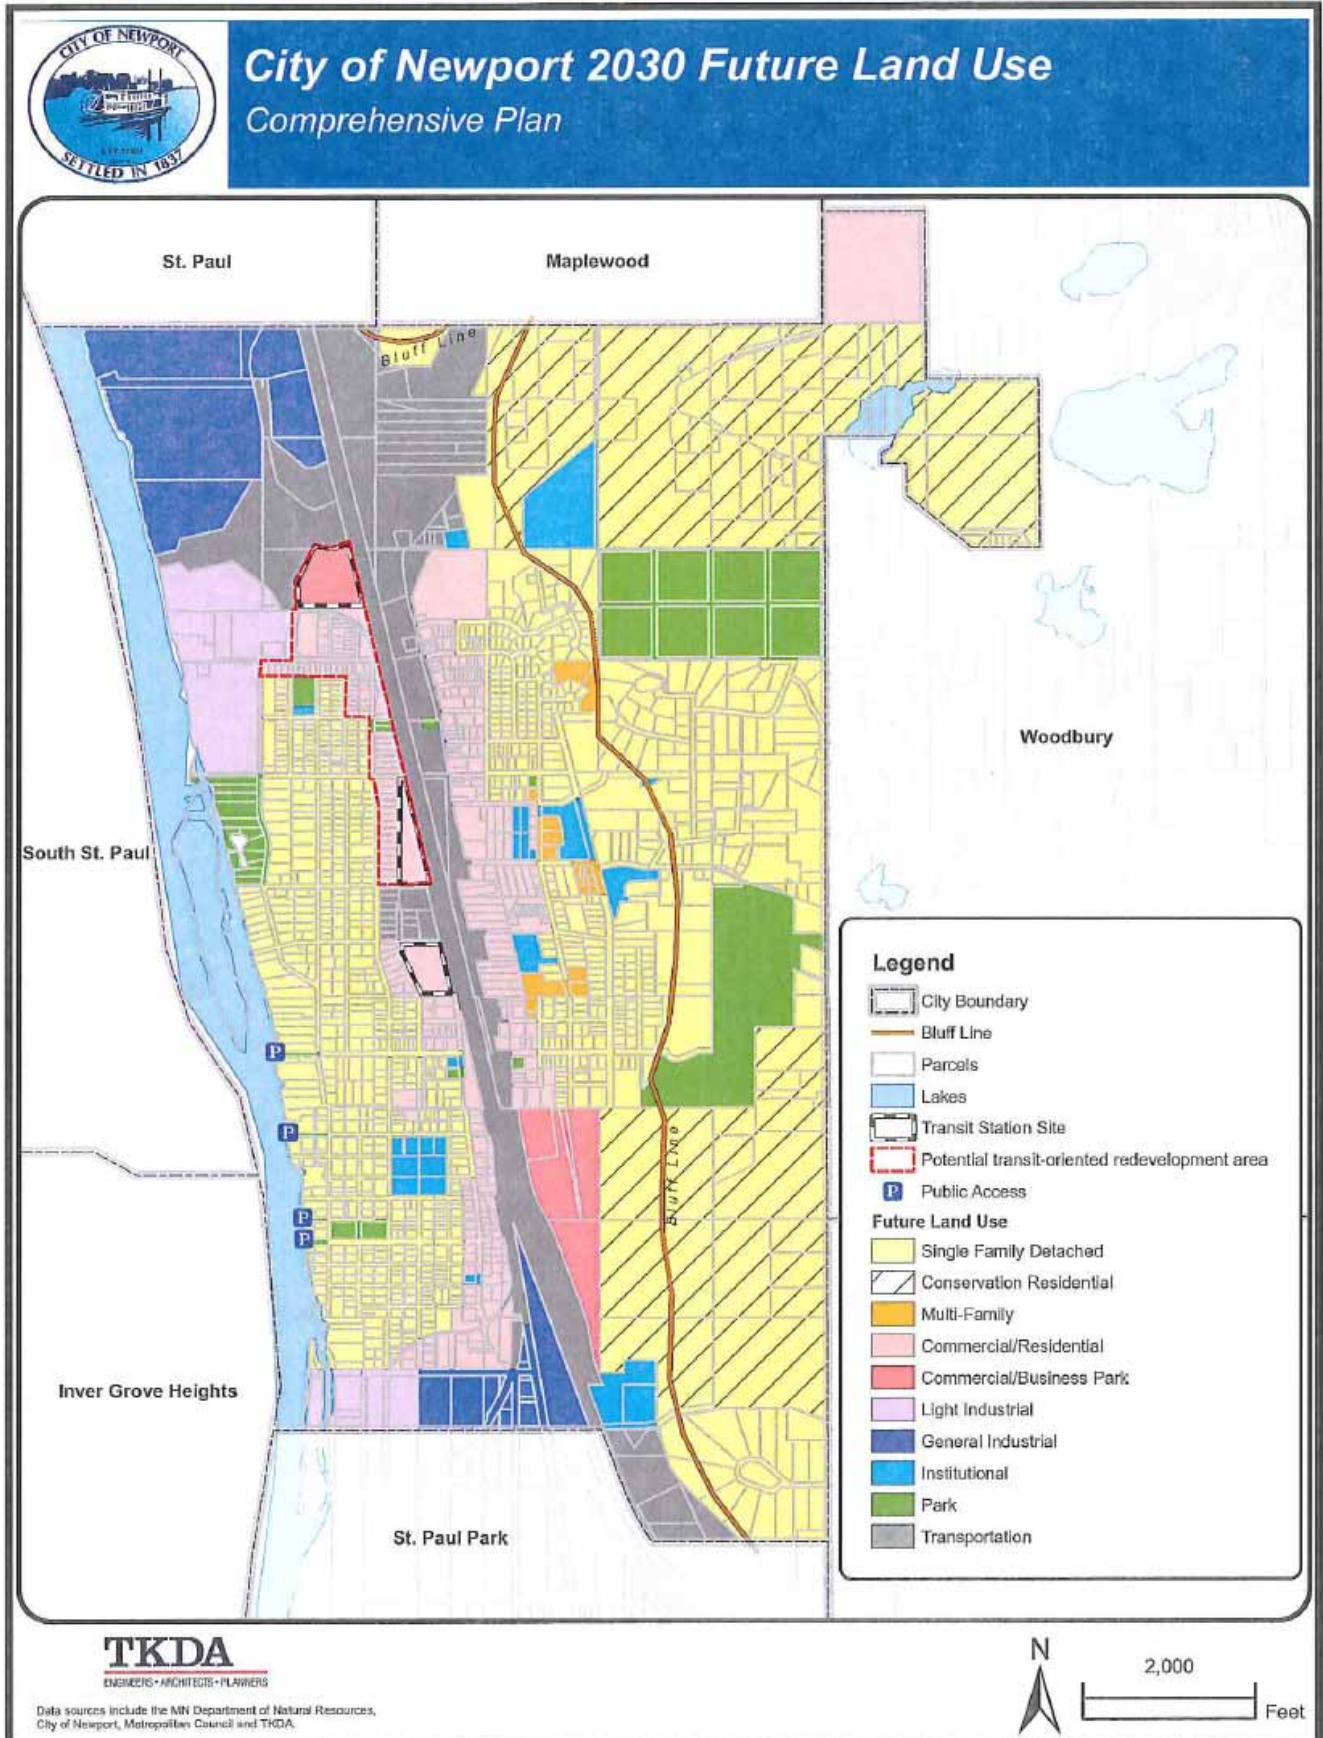 CITY OF NEWPORT
SETTLED IN 1837
City of Newport 2030 Future Land Use
Comprehensive Plan
St. Paul
Maplewood
Bluff Line
Woodbury
South St. Paul
P
P
P
P
Bluff Line
Inver Grove Heights
St. Paul Park
Legend
City Boundary
Bluff Line
Parcels
Lakes
Transit Station Site
Potential transit-oriented redevelopment area
P Public Access
Future Land Use
Single Family Detached
Conservation Residential
Multi-Family
Commercial/Residential
Commercial/Business Park
Light Industrial
General Industrial
Institutional
Park
Transportation
TKDA
ENGINEERS • ARCHITECTS • PLANNERS
Data sources include the MN Department of Natural Resources,
City of Newport, Metropolitan Council and TKDA.
N
2,000
Feet